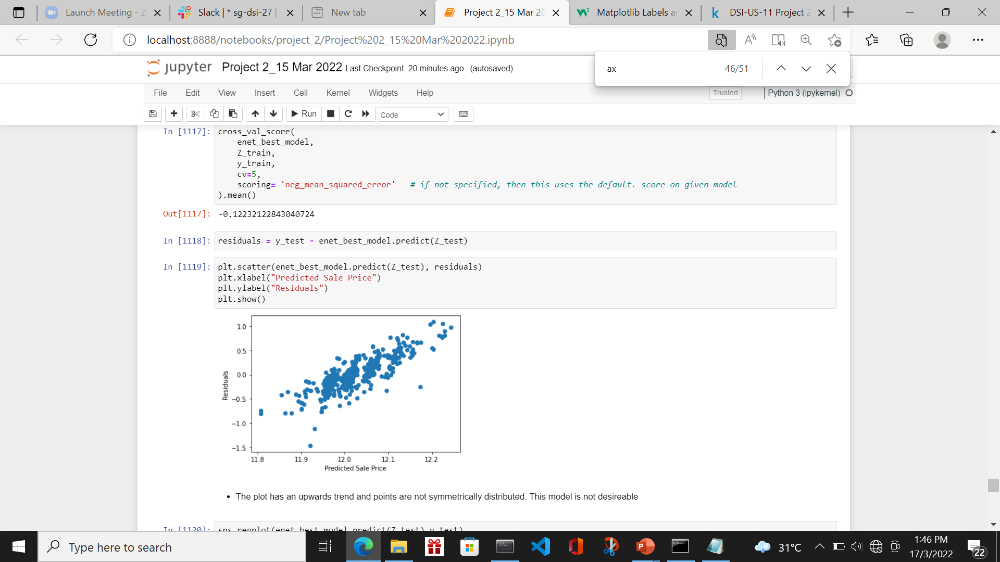 Launch Meeting - Z
Slack | * sg-dsi-27 |
New tab
Project 2_15 Mar 20
Matplotlib Labels a
DSI-US-11 Project 2
localhost:8888/notebooks/project_2/Project%202_15%20Mar%202022.ipynb
ax
46/51
jupyter Project 2_15 Mar 2022 Last Checkpoint: 20 minutes ago (autosaved)
File Edit View Insert Cell Kernel Widgets Help
Trusted
Python 3 (ipykernel)
Run
Code
In [1117]: cross_val_score(
enet_best_model,
Z_train,
y_train,
cv=5,
scoring= 'neg_mean_squared_error' # if not specified, then this uses the default. score on given model
).mean()
Out[1117]: -0.12232122843040724
In [1118]: residuals = y_test - enet_best_model.predict(Z_test)
In [1119]: plt.scatter(enet_best_model.predict(Z_test), residuals)
plt.xlabel("Predicted Sale Price")
plt.ylabel("Residuals")
plt.show()
1.0
0.5
0.0
−0.5
−1.0
−1.5
Residuals
11.8 11.9 12.0 12.1 12.2
Predicted Sale Price
• The plot has an upwards trend and points are not symmetrically distributed. This model is not desireable
In [1120]: sns.regplot(enet_best_model.predict(Z_test),y_test)
Type here to search
31°C
1:46 PM
17/3/2022
22